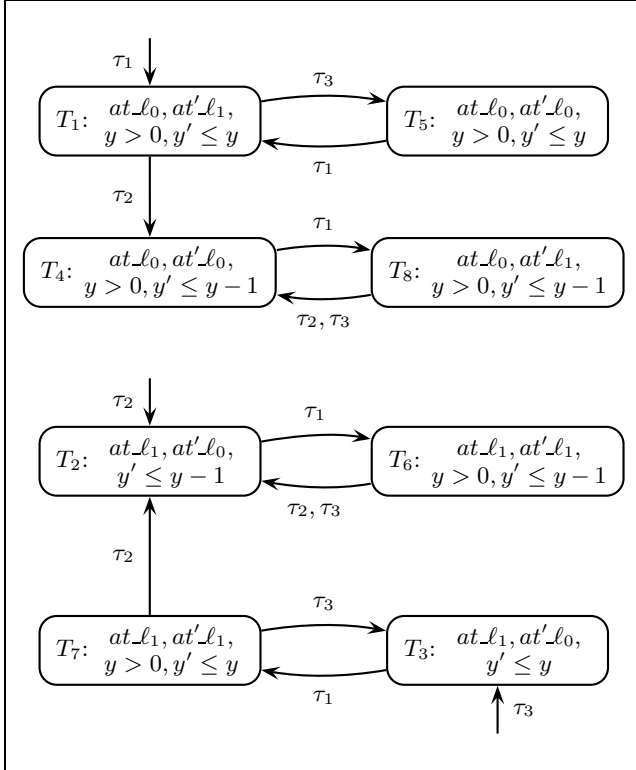 τ₁
τ₃
T₁: at_ℓ₀, at′_ℓ₁,
y > 0, y′ ≤ y
T₅: at_ℓ₀, at′_ℓ₀,
y > 0, y′ ≤ y
τ₁
τ₂
τ₁
T₄: at_ℓ₀, at′_ℓ₀,
y > 0, y′ ≤ y − 1
T₈: at_ℓ₀, at′_ℓ₁,
y > 0, y′ ≤ y − 1
τ₂, τ₃
τ₂
τ₁
T₂: at_ℓ₁, at′_ℓ₀,
y′ ≤ y − 1
T₆: at_ℓ₁, at′_ℓ₁,
y > 0, y′ ≤ y − 1
τ₂, τ₃
τ₂
τ₃
T₇: at_ℓ₁, at′_ℓ₁,
y > 0, y′ ≤ y
T₃: at_ℓ₁, at′_ℓ₀,
y′ ≤ y
τ₁
τ₃